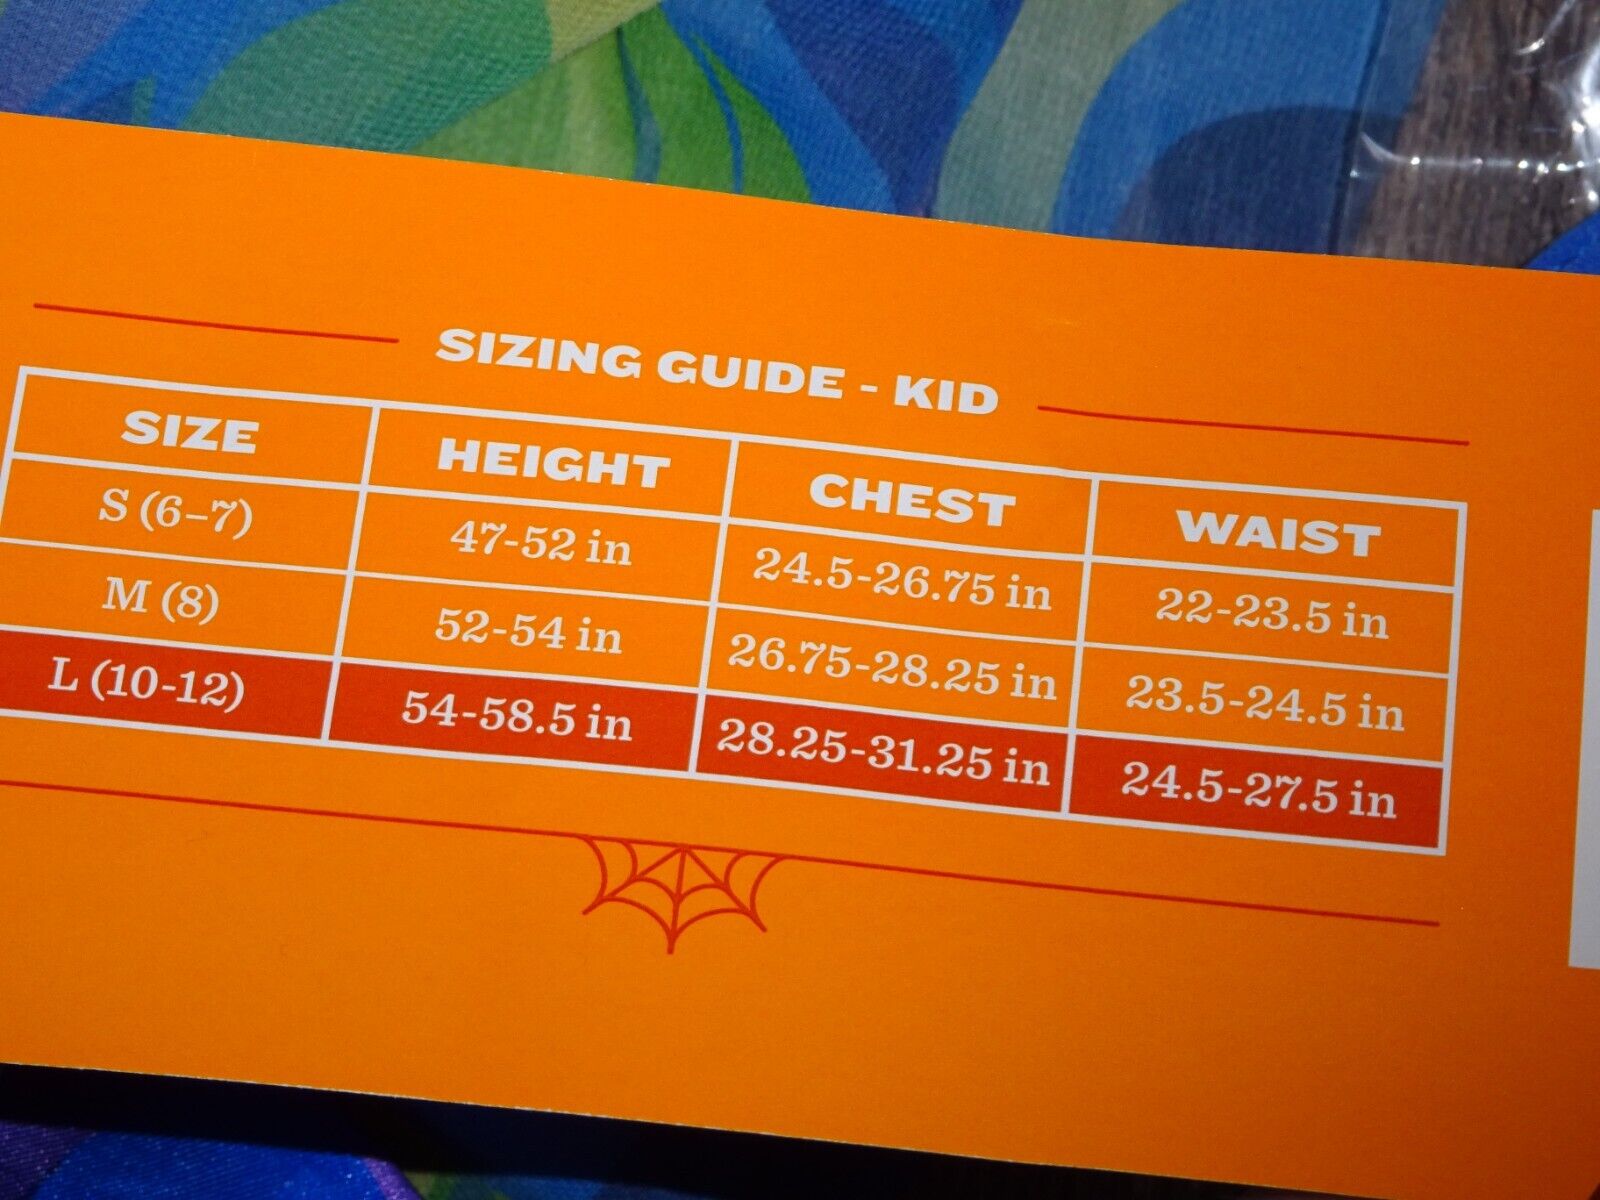 SIZING GUIDE - KID
SIZE HEIGHT CHEST WAIST
S (6–7) 47-52 in 24.5-26.75 in 22-23.5 in
M (8) 52-54 in 26.75-28.25 in 23.5-24.5 in
L (10-12) 54-58.5 in 28.25-31.25 in 24.5-27.5 in